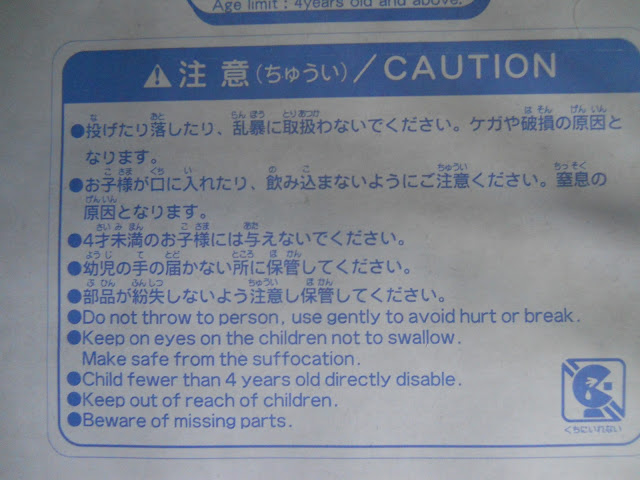 Age limit : 4years old and above.
注意(ちゅうい)/CAUTION
●投げたり落したり、乱暴に取扱わないでください。ケガや破損の原因と
なります。
●お子様が口に入れたり、飲み込まないようにご注意ください。窒息の
原因となります。
●4才未満のお子様には与えないでください。
●幼児の手の届かない所に保管してください。
●部品が紛失しないよう注意し保管してください。
●Do not throw to person, use gently to avoid hurt or break.
●Keep on eyes on the children not to swallow.
Make safe from the suffocation.
●Child fewer than 4 years old directly disable.
●Keep out of reach of children.
●Beware of missing parts.
くちにいれない